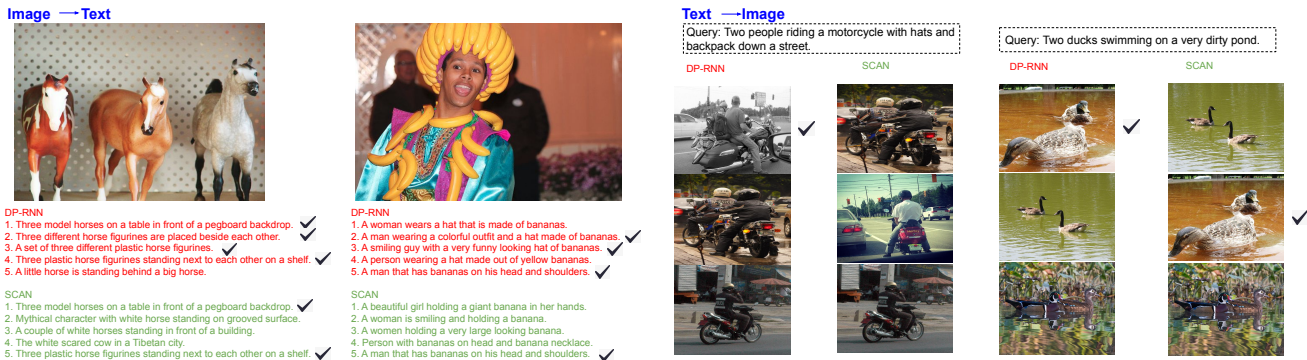 Image → Text
DP-RNN
1. Three model horses on a table in front of a pegboard backdrop.
2. Three different horse figurines are placed beside each other.
3. A set of three different plastic horse figurines.
4. Three plastic horse figurines standing next to each other on a shelf.
5. A little horse is standing behind a big horse.
SCAN
1. Three model horses on a table in front of a pegboard backdrop.
2. Mythical character with white horse standing on grooved surface.
3. A couple of white horses standing in front of a building.
4. The white scared cow in a Tibetan city.
5. Three plastic horse figurines standing next to each other on a shelf.
DP-RNN
1. A woman wears a hat that is made of bananas.
2. A man wearing a colorful outfit and a hat made of bananas.
3. A smiling guy with a very funny looking hat of bananas.
4. A person wearing a hat made out of yellow bananas.
5. A man that has bananas on his head and shoulders.
SCAN
1. A beautiful girl holding a giant banana in her hands.
2. A woman is smiling and holding a banana.
3. A women holding a very large looking banana.
4. Person with bananas on head and banana necklace.
5. A man that has bananas on his head and shoulders.
Text → Image
Query: Two people riding a motorcycle with hats and
backpack down a street.
DP-RNN
SCAN
Query: Two ducks swimming on a very dirty pond.
DP-RNN
SCAN